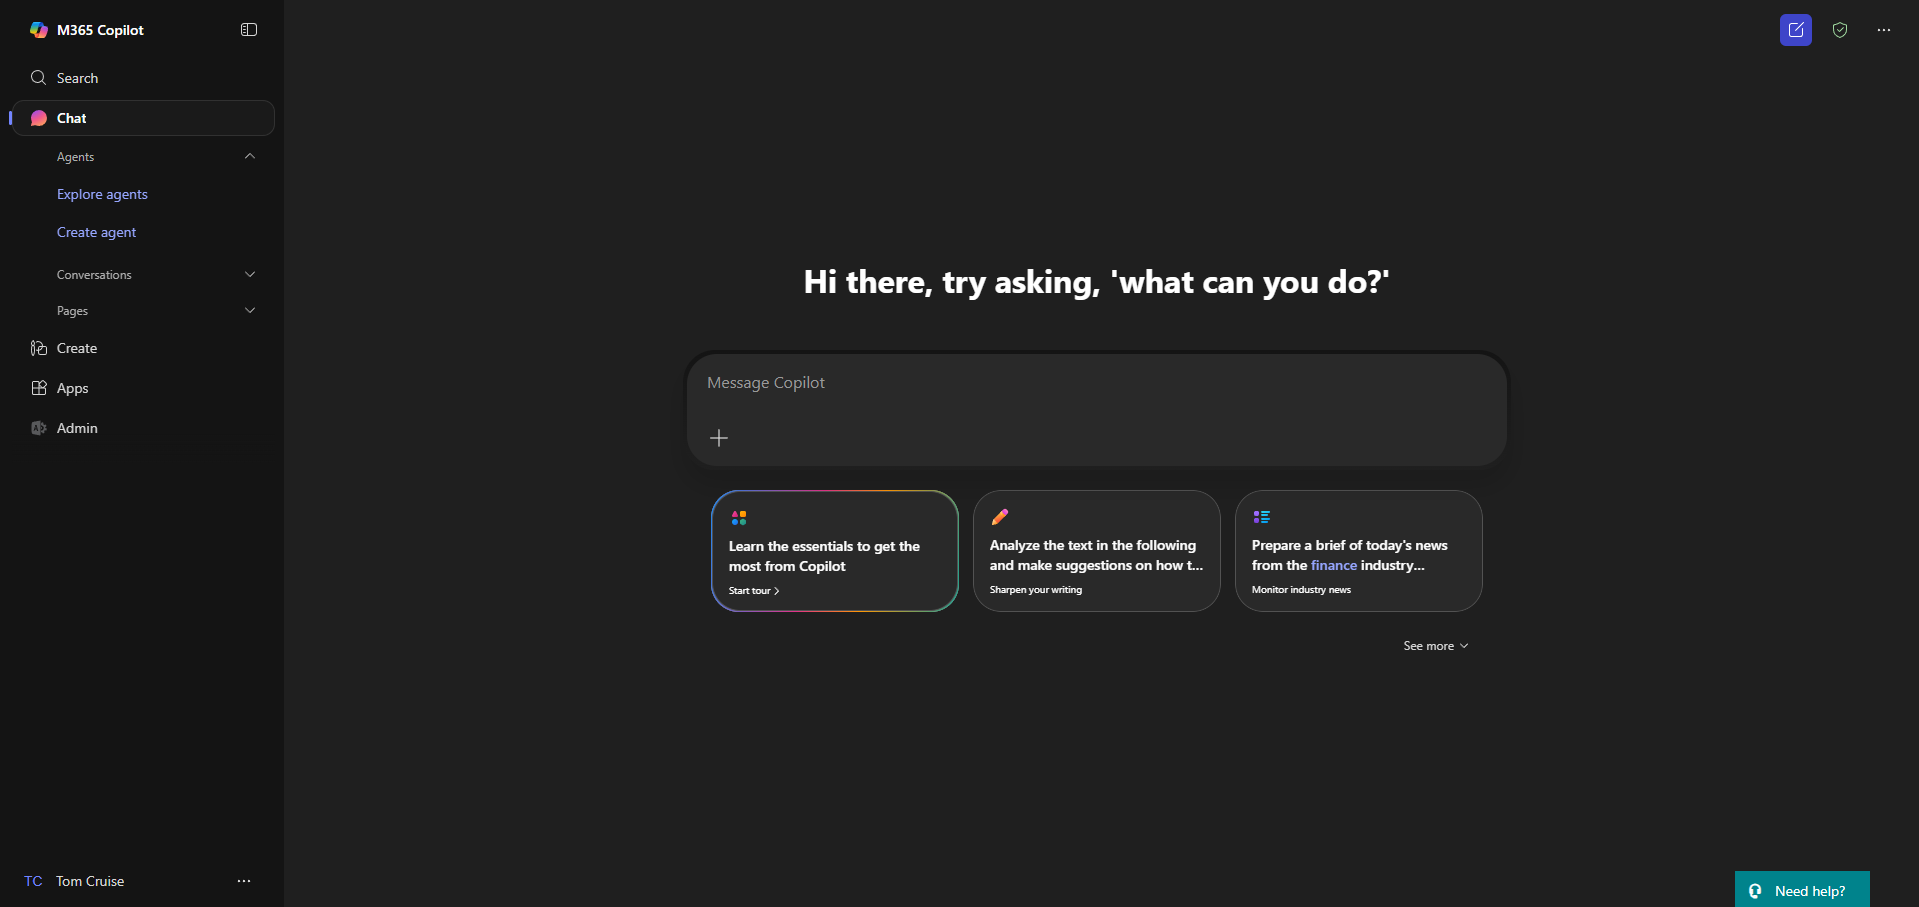 M365 Copilot
Search
Chat
Agents
Explore agents
Create agent
Conversations
Pages
Create
Apps
Admin
TC Tom Cruise
Hi there, try asking, 'what can you do?'
Message Copilot
Learn the essentials to get the
most from Copilot
Start tour
Analyze the text in the following
and make suggestions on how t...
Sharpen your writing
Prepare a brief of today's news
from the finance industry...
Monitor industry news
See more
Need help?